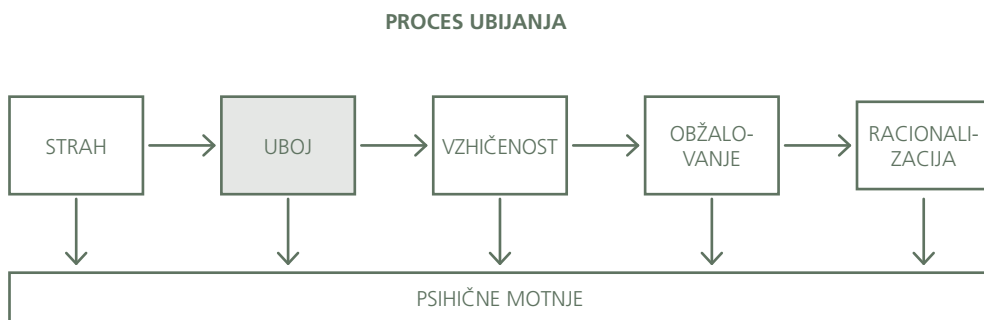 PROCES UBIJANJA
STRAH
UBOJ
VZHIČENOST
OBŽALO-
VANJE
RACIONALI-
ZACIJA
PSIHIČNE MOTNJE